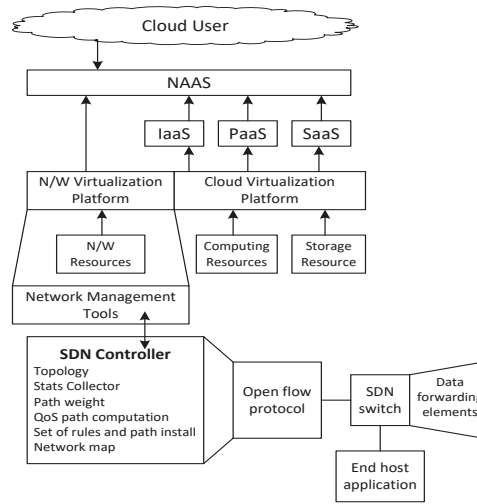 Cloud User
NAAS
IaaS
PaaS
SaaS
N/W Virtualization
Platform
Cloud Virtualization
Platform
N/W
Resources
Computing
Resources
Storage
Resource
Network Management
Tools
SDN Controller
Topology
Stats Collector
Path weight
QoS path computation
Set of rules and path install
Network map
Open flow
protocol
SDN
switch
Data
forwarding
elements
End host
application